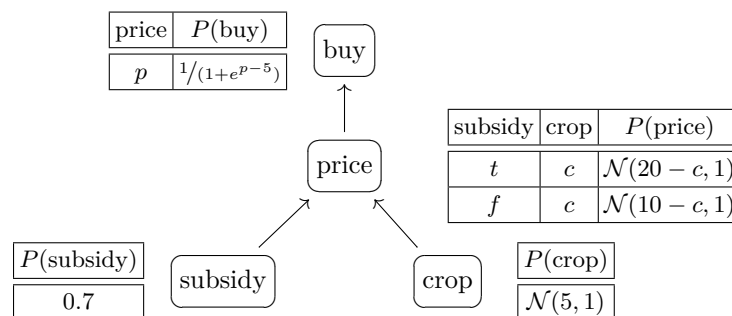 price P(buy)
p 1/(1+e^{p−5})
buy
price
subsidy crop P(price)
t c 𝒩(20 − c, 1)
f c 𝒩(10 − c, 1)
P(subsidy)
0.7
subsidy
crop
P(crop)
𝒩(5, 1)